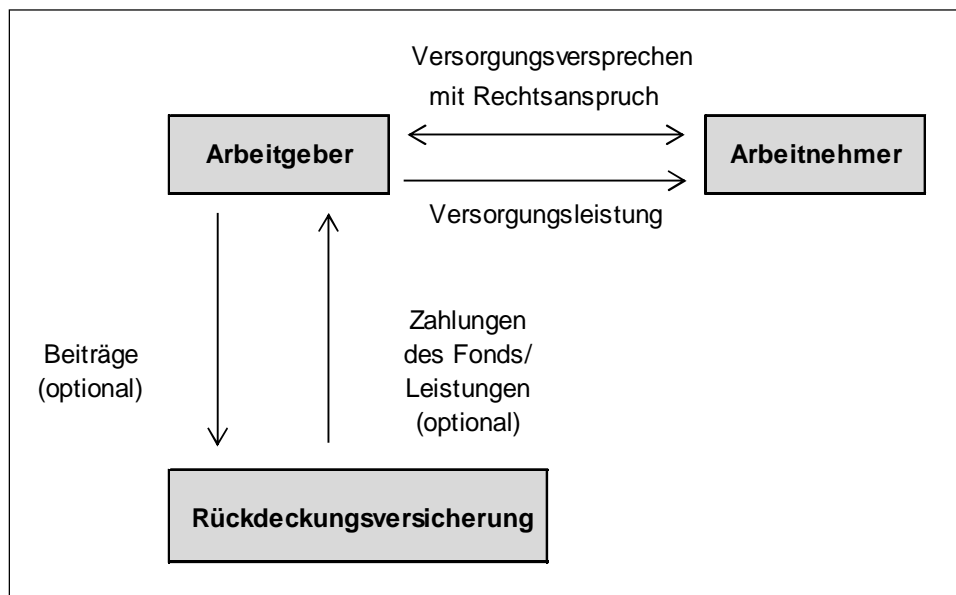 Versorgungsversprechen
mit Rechtsanspruch
Arbeitgeber
Arbeitnehmer
Versorgungsleistung
Beiträge
(optional)
Zahlungen
des Fonds/
Leistungen
(optional)
Rückdeckungsversicherung